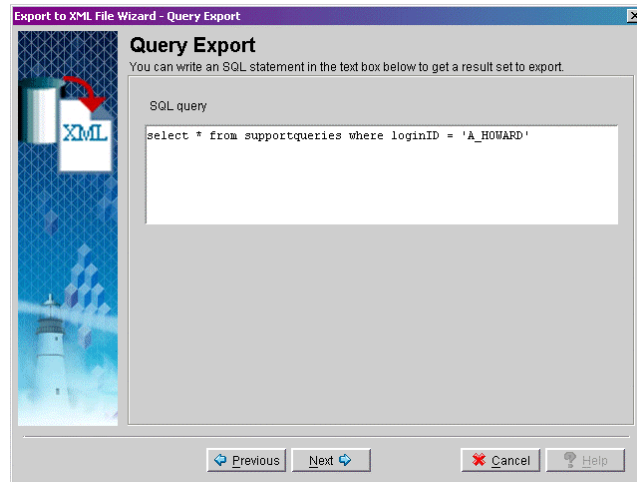 Export to XML File Wizard - Query Export
Query Export
You can write an SQL statement in the text box below to get a result set to export.
XML
SQL query
select * from supportqueries where loginID = 'A_HOWARD'
Previous Next Cancel Help